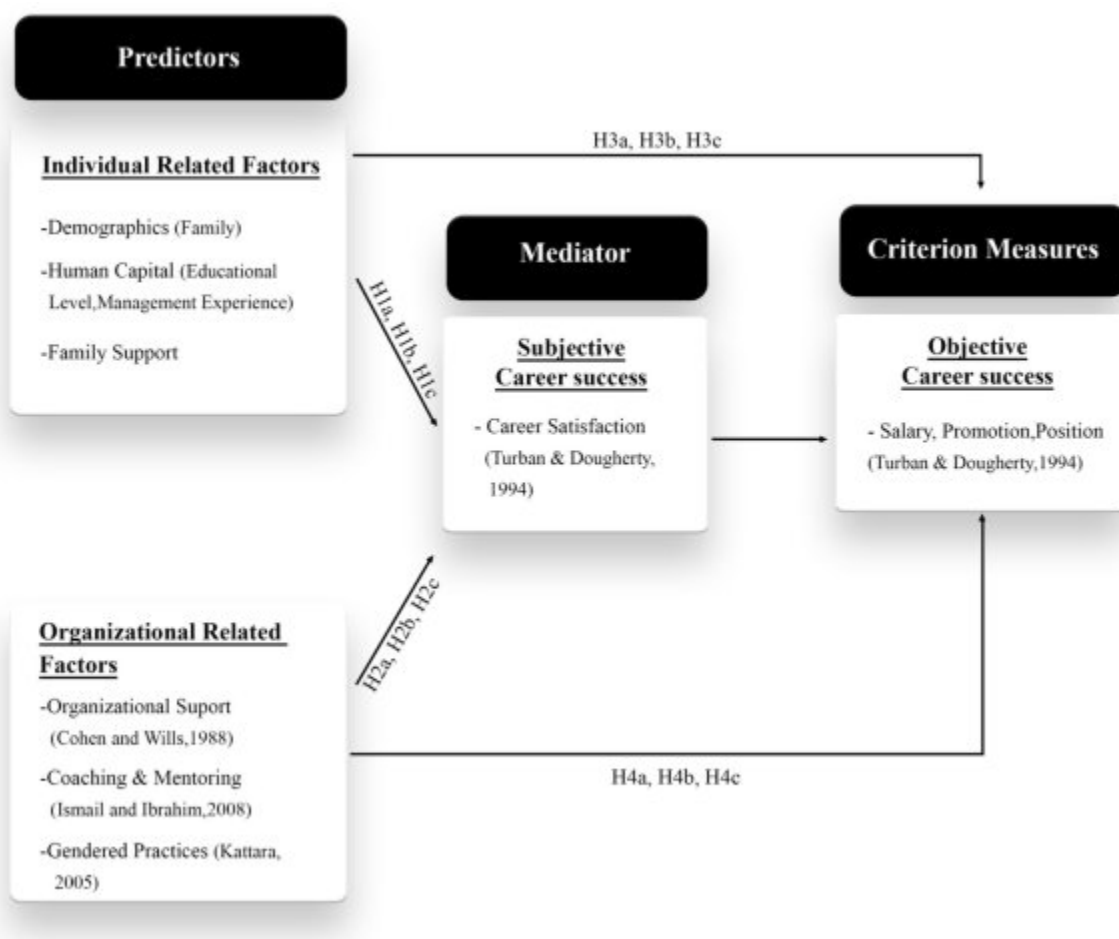 Predictors
Individual Related Factors
-Demographics (Family)
-Human Capital (Educational
Level,Management Experience)
-Family Support
H3a, H3b, H3c
H1a, H1b, H1c
Mediator
Subjective
Career success
- Career Satisfaction
(Turban & Dougherty,
1994)
Criterion Measures
Objective
Career success
- Salary, Promotion,Position
(Turban & Dougherty,1994)
H2a, H2b, H2c
Organizational Related
Factors
-Organizational Suport
(Cohen and Wills,1988)
-Coaching & Mentoring
(Ismail and Ibrahim,2008)
-Gendered Practices (Kattara,
2005)
H4a, H4b, H4c